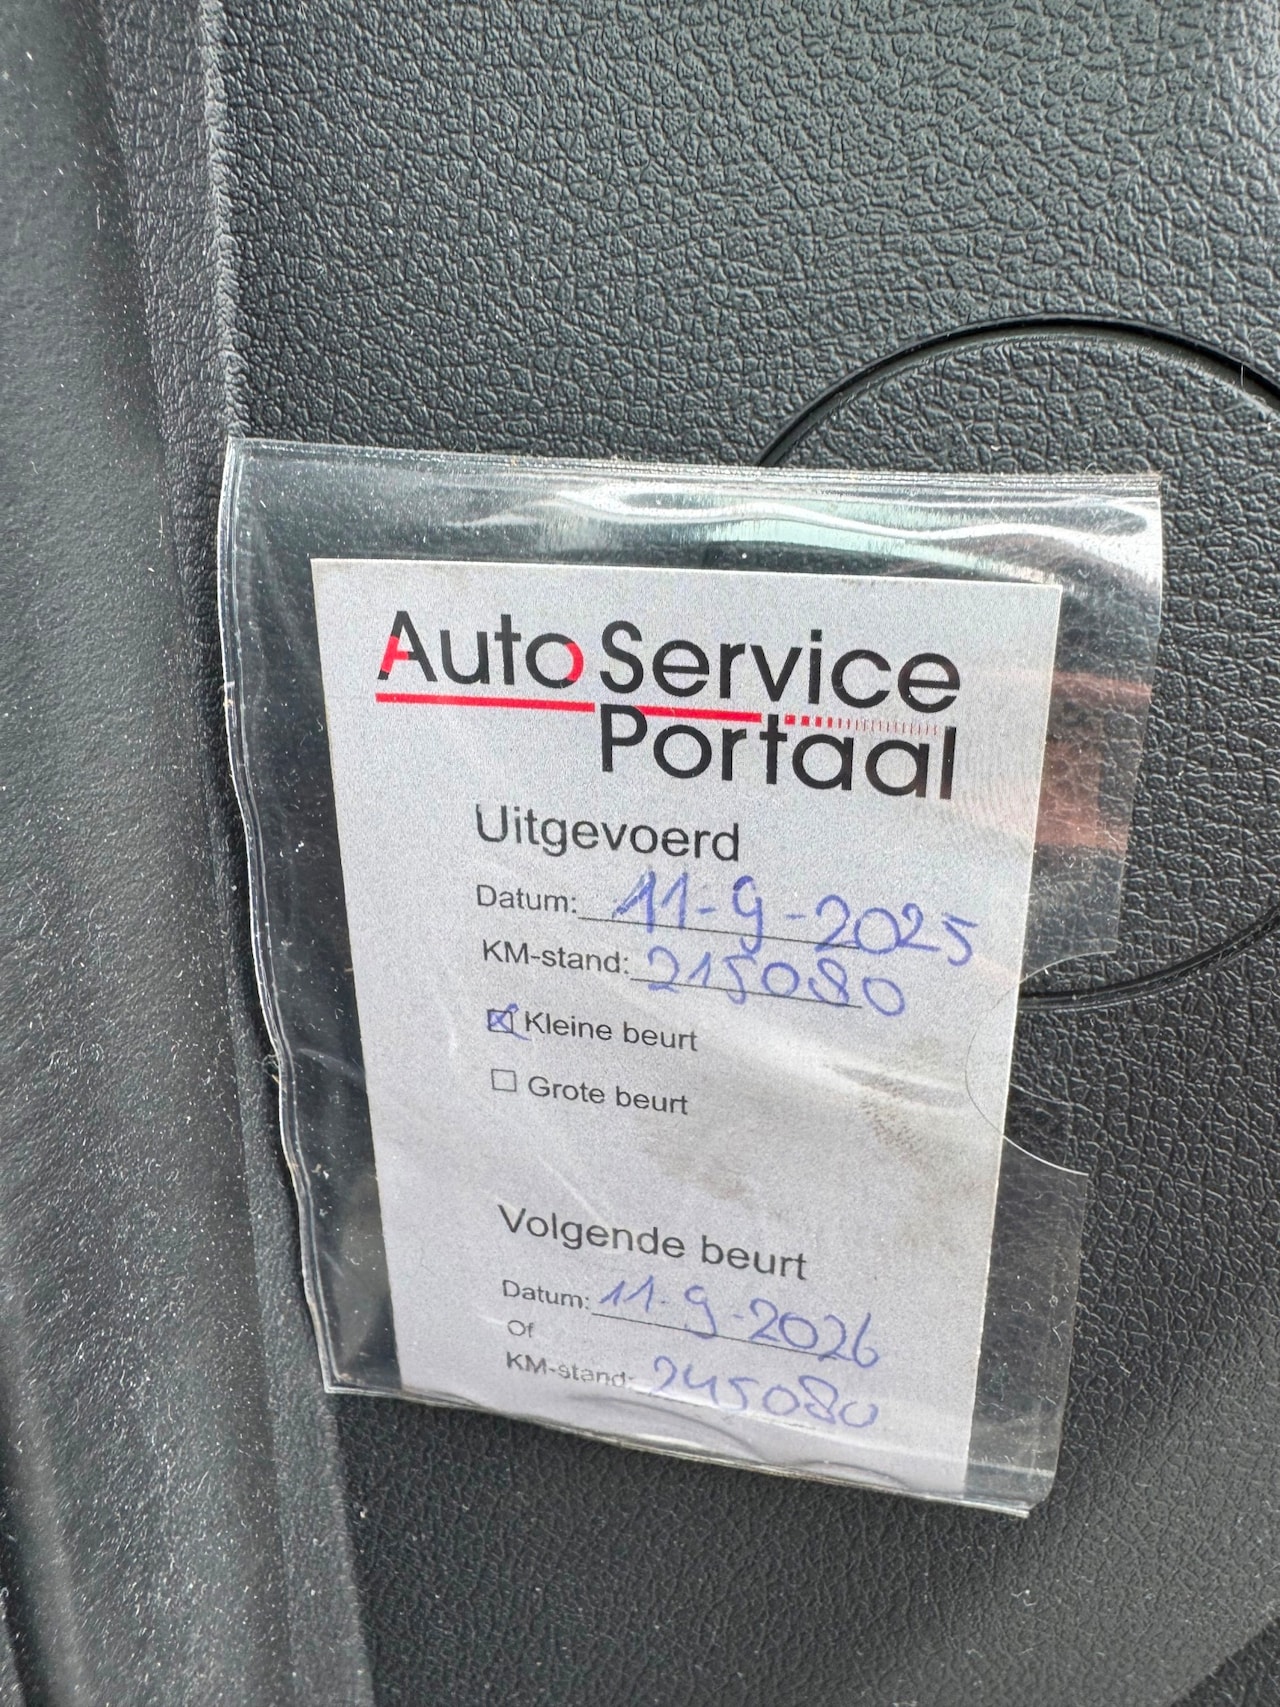 Auto Service
Portaal
Uitgevoerd
Datum: 11-9-2025
KM-stand: 215080
Kleine beurt
Grote beurt
Volgende beurt
Datum: 11-9-2026
Of
KM-stand: 245080